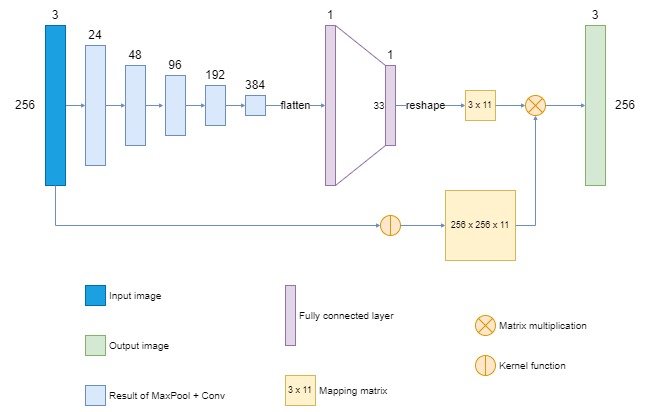 3
24
48
96
192
384
1
1
3
256
flatten
33
reshape
3 x 11
256
256 x 256 x 11
Input image
Output image
Result of MaxPool + Conv
Fully connected layer
3 x 11
Mapping matrix
Matrix multiplication
Kernel function